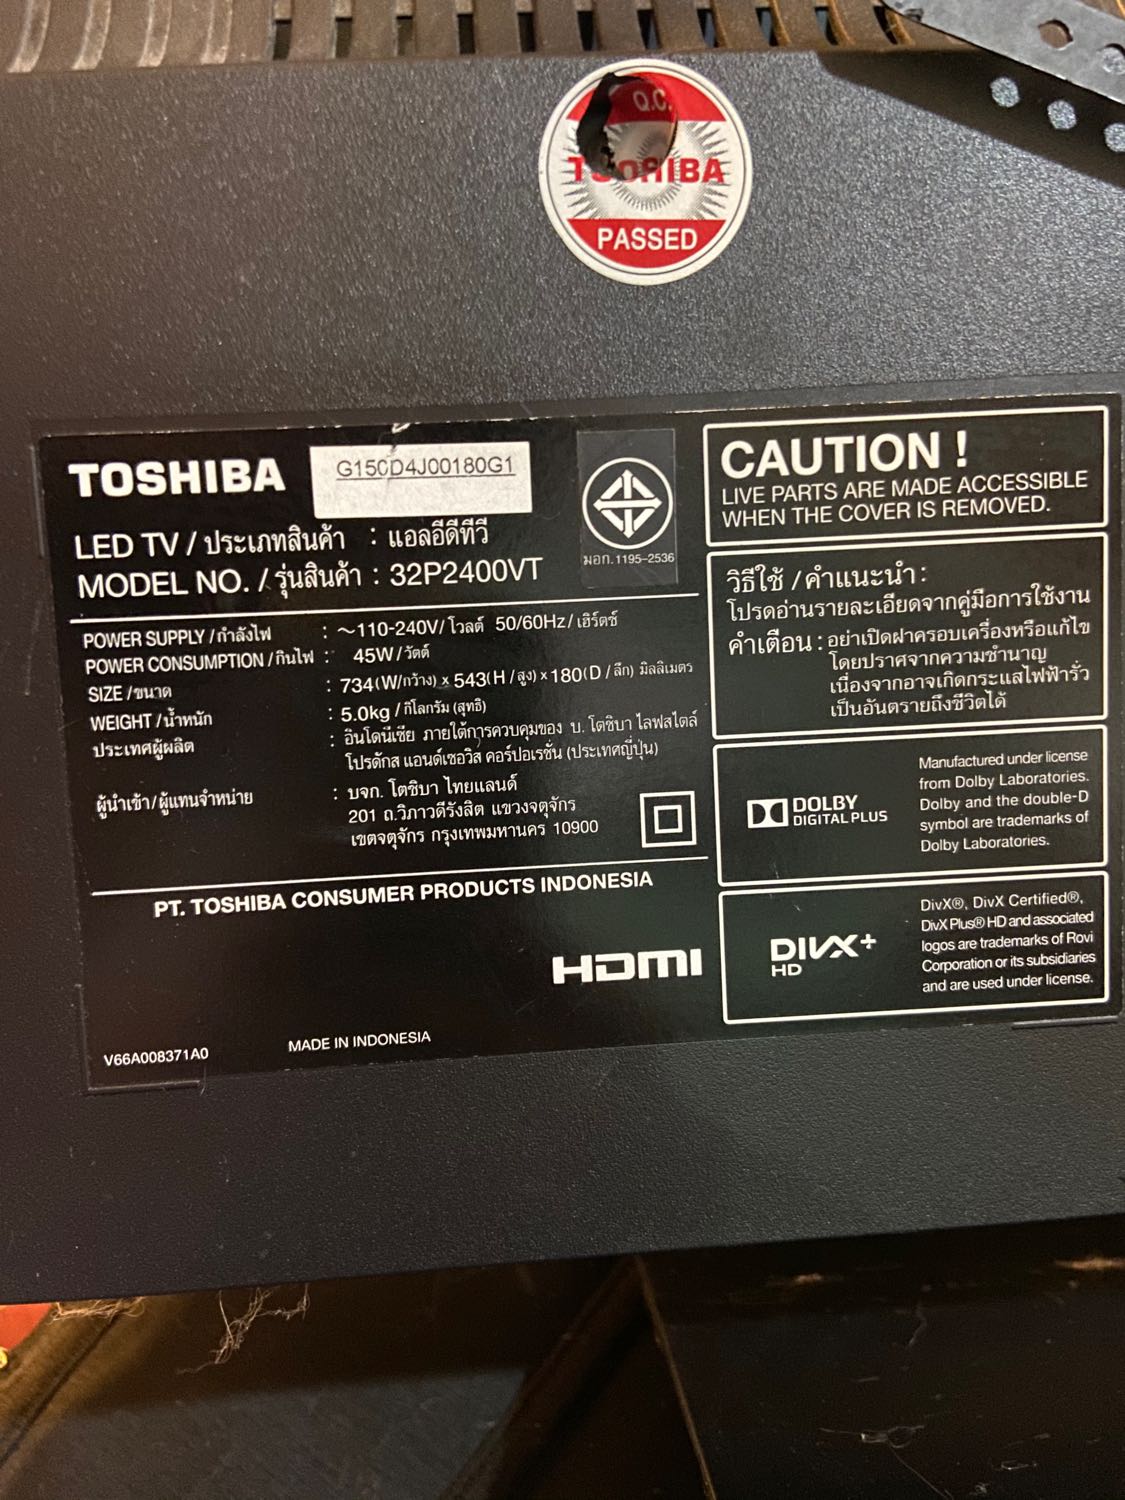 Q.C.
TOSHIBA
PASSED
TOSHIBA
G150D4J00180G1
LED TV / ประเภทสินค้า : แอลอีดีทีวี
MODEL NO. / รุ่นสินค้า : 32P2400VT
มอก. 1195-2536
POWER SUPPLY / กำลังไฟ : ~110-240V / โวลต์ 50/60Hz / เฮิร์ตซ์
POWER CONSUMPTION / กินไฟ : 45W / วัตต์
SIZE / ขนาด : 734(W/กว้าง) x 543(H / สูง) x 180(D / ลึก) มิลลิเมตร
WEIGHT / น้ำหนัก : 5.0kg / กิโลกรัม (สุทธิ)
ประเทศผู้ผลิต : อินโดนีเซีย ภายใต้การควบคุมของ บ. โตชิบา ไลฟสไตล์
โปรดักส แอนด์เซอวิส คอร์ปอเรชั่น (ประเทศญี่ปุ่น)
ผู้นำเข้า/ผู้แทนจำหน่าย : บจก. โตชิบา ไทยแลนด์
201 ถ.วิภาวดีรังสิต แขวงจตุจักร
เขตจตุจักร กรุงเทพมหานคร 10900
PT. TOSHIBA CONSUMER PRODUCTS INDONESIA
HDMI
V66A008371A0
MADE IN INDONESIA
CAUTION !
LIVE PARTS ARE MADE ACCESSIBLE
WHEN THE COVER IS REMOVED.
วิธีใช้ / คำแนะนำ :
โปรดอ่านรายละเอียดจากคู่มือการใช้งาน
คำเตือน : อย่าเปิดฝาครอบเครื่องหรือแก้ไข
โดยปราศจากความชำนาญ
เนื่องจากอาจเกิดกระแสไฟฟ้ารั่ว
เป็นอันตรายถึงชีวิตได้
DOLBY
DIGITAL PLUS
Manufactured under license
from Dolby Laboratories.
Dolby and the double-D
symbol are trademarks of
Dolby Laboratories.
DIVX+
HD
DivX®, DivX Certified®,
DivX Plus® HD and associated
logos are trademarks of Rovi
Corporation or its subsidiaries
and are used under license.